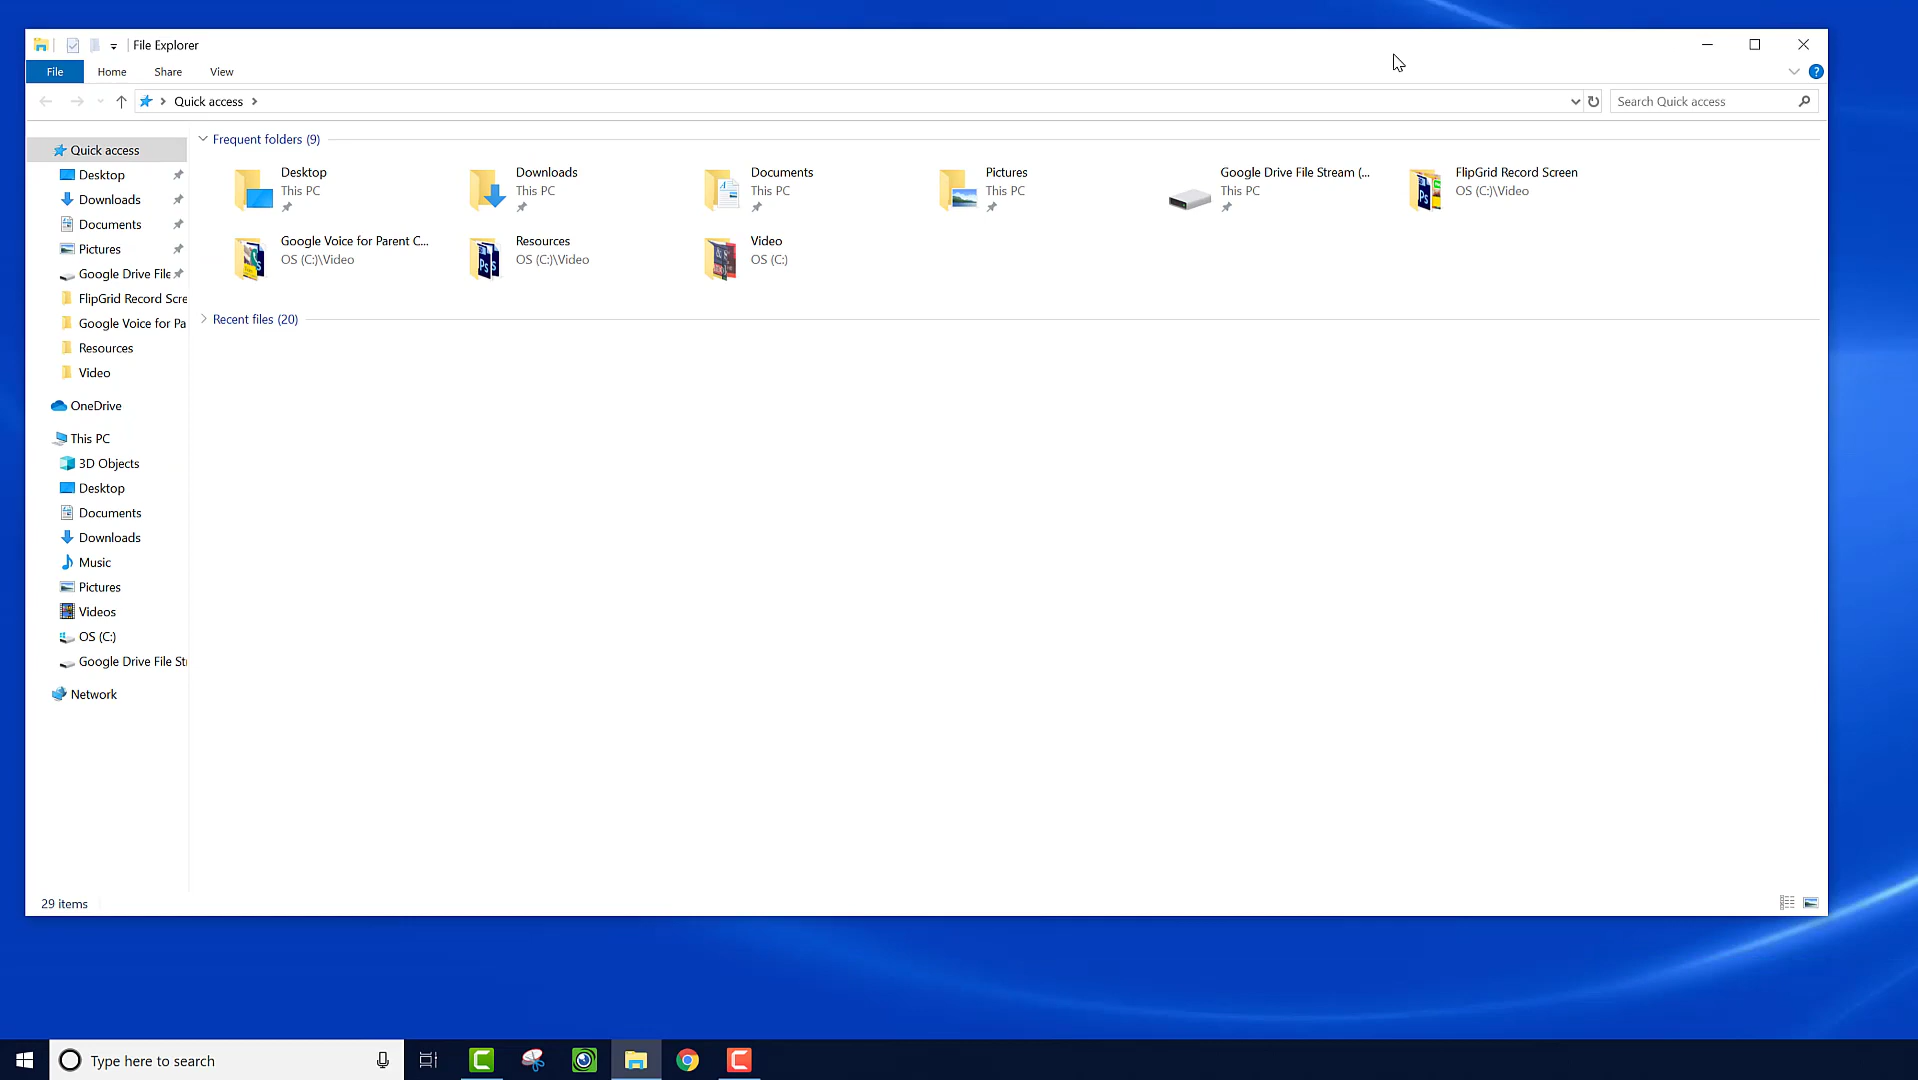 File Explorer
File Home Share View
Quick access
Search Quick access
Quick access
Desktop
Downloads
Documents
Pictures
Google Drive File
FlipGrid Record Scre
Google Voice for Pa
Resources
Video
OneDrive
This PC
3D Objects
Desktop
Documents
Downloads
Music
Pictures
Videos
OS (C:)
Google Drive File Str
Network
Frequent folders (9)
Desktop
This PC
Downloads
This PC
Documents
This PC
Pictures
This PC
Google Drive File Stream (...
This PC
FlipGrid Record Screen
OS (C:)\Video
Google Voice for Parent C...
OS (C:)\Video
Resources
OS (C:)\Video
Video
OS (C:)
Recent files (20)
29 items
Type here to search